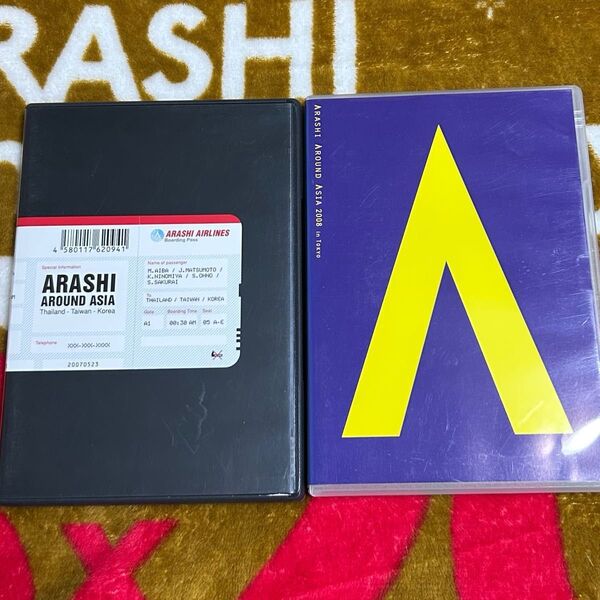 ARASHI
4 580117 620941
ARASHI AIRLINES
Boarding Pass
Special Information
ARASHI
AROUND ASIA
Thailand - Taiwan - Korea
Telephone
XXX-XXX-XXXX
20070523
Name of passenger
M.AIBA / J.MATSUMOTO /
K.NINOMIYA / S.OHNO /
S.SAKURAI
To
THAILAND / TAIWAN / KOREA
Gate Boarding Time Seat
A1 00:30 AM 05 A-E
ARASHI AROUND ASIA 2008 in TOKYO